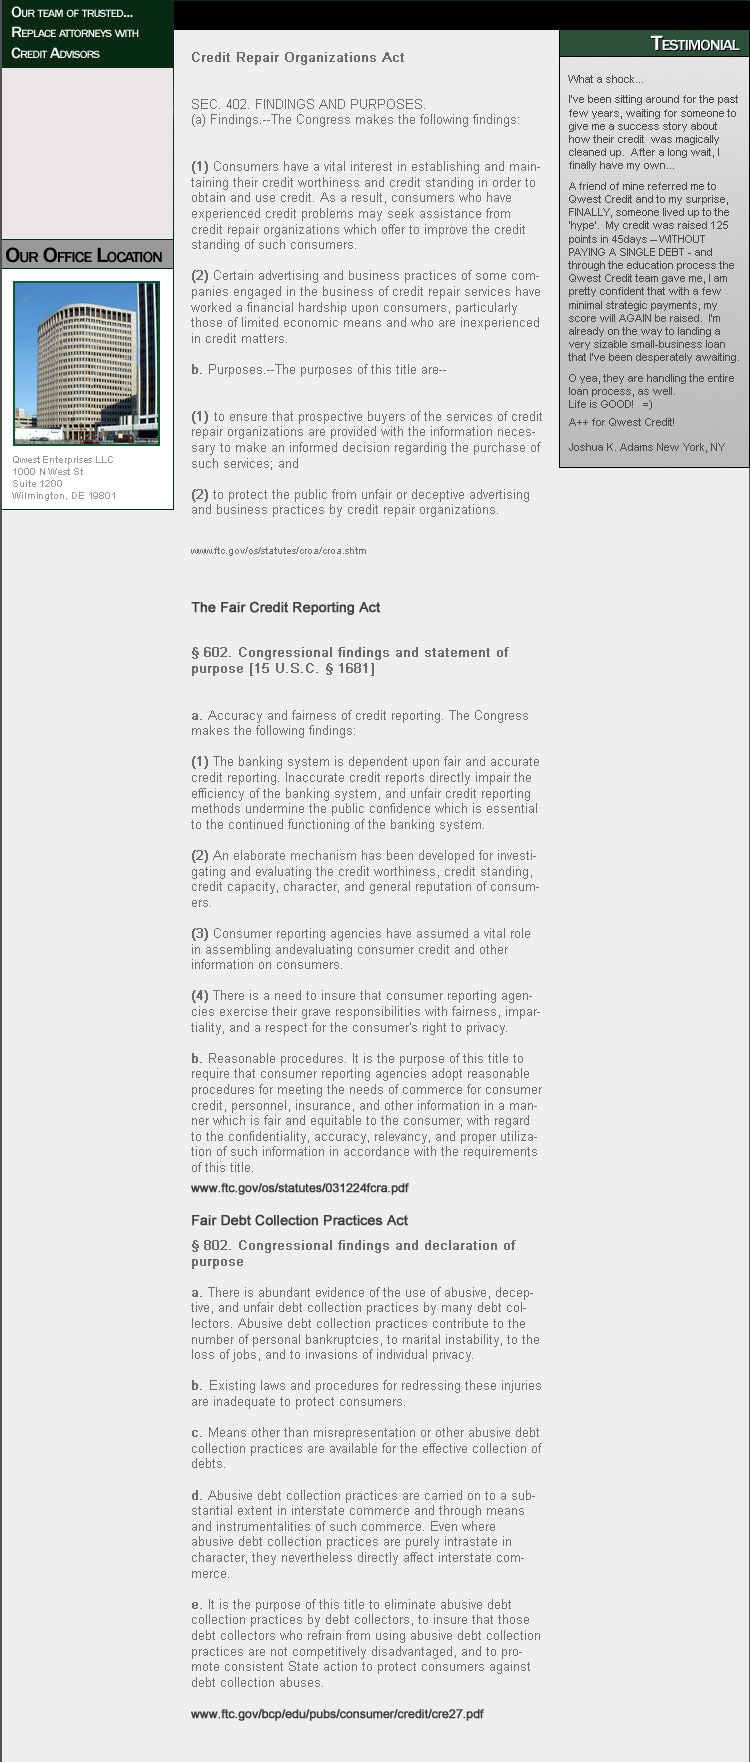 Our team of trusted...
Replace attorneys with
Credit Advisors
Our Office Location
Qwest Enterprises LLC
1000 N West St
Suite 1200
Wilmington, DE 19801
Credit Repair Organizations Act
SEC. 402. FINDINGS AND PURPOSES.
(a) Findings.--The Congress makes the following findings:
(1) Consumers have a vital interest in establishing and main-
taining their credit worthiness and credit standing in order to
obtain and use credit. As a result, consumers who have
experienced credit problems may seek assistance from
credit repair organizations which offer to improve the credit
standing of such consumers.
(2) Certain advertising and business practices of some com-
panies engaged in the business of credit repair services have
worked a financial hardship upon consumers, particularly
those of limited economic means and who are inexperienced
in credit matters.
b. Purposes.--The purposes of this title are--
(1) to ensure that prospective buyers of the services of credit
repair organizations are provided with the information neces-
sary to make an informed decision regarding the purchase of
such services; and
(2) to protect the public from unfair or deceptive advertising
and business practices by credit repair organizations.
www.ftc.gov/os/statutes/croa/croa.shtm
The Fair Credit Reporting Act
§ 602. Congressional findings and statement of
purpose [15 U.S.C. § 1681]
a. Accuracy and fairness of credit reporting. The Congress
makes the following findings:
(1) The banking system is dependent upon fair and accurate
credit reporting. Inaccurate credit reports directly impair the
efficiency of the banking system, and unfair credit reporting
methods undermine the public confidence which is essential
to the continued functioning of the banking system.
(2) An elaborate mechanism has been developed for investi-
gating and evaluating the credit worthiness, credit standing,
credit capacity, character, and general reputation of consum-
ers.
(3) Consumer reporting agencies have assumed a vital role
in assembling andevaluating consumer credit and other
information on consumers.
(4) There is a need to insure that consumer reporting agen-
cies exercise their grave responsibilities with fairness, impar-
tiality, and a respect for the consumer's right to privacy.
b. Reasonable procedures. It is the purpose of this title to
require that consumer reporting agencies adopt reasonable
procedures for meeting the needs of commerce for consumer
credit, personnel, insurance, and other information in a man-
ner which is fair and equitable to the consumer, with regard
to the confidentiality, accuracy, relevancy, and proper utiliza-
tion of such information in accordance with the requirements
of this title.
www.ftc.gov/os/statutes/031224fcra.pdf
Fair Debt Collection Practices Act
§ 802. Congressional findings and declaration of
purpose
a. There is abundant evidence of the use of abusive, decep-
tive, and unfair debt collection practices by many debt col-
lectors. Abusive debt collection practices contribute to the
number of personal bankruptcies, to marital instability, to the
loss of jobs, and to invasions of individual privacy.
b. Existing laws and procedures for redressing these injuries
are inadequate to protect consumers.
c. Means other than misrepresentation or other abusive debt
collection practices are available for the effective collection of
debts.
d. Abusive debt collection practices are carried on to a sub-
stantial extent in interstate commerce and through means
and instrumentalities of such commerce. Even where
abusive debt collection practices are purely intrastate in
character, they nevertheless directly affect interstate com-
merce.
e. It is the purpose of this title to eliminate abusive debt
collection practices by debt collectors, to insure that those
debt collectors who refrain from using abusive debt collection
practices are not competitively disadvantaged, and to pro-
mote consistent State action to protect consumers against
debt collection abuses.
www.ftc.gov/bcp/edu/pubs/consumer/credit/cre27.pdf
Testimonial
What a shock...
I've been sitting around for the past
few years, waiting for someone to
give me a success story about
how their credit was magically
cleaned up. After a long wait, I
finally have my own...
A friend of mine referred me to
Qwest Credit and to my surprise,
FINALLY, someone lived up to the
'hype'. My credit was raised 125
points in 45days – WITHOUT
PAYING A SINGLE DEBT - and
through the education process the
Qwest Credit team gave me, I am
pretty confident that with a few
minimal strategic payments, my
score will AGAIN be raised. I'm
already on the way to landing a
very sizable small-business loan
that I've been desperately awaiting.
O yea, they are handling the entire
loan process, as well.
Life is GOOD! =)
A++ for Qwest Credit!
Joshua K. Adams New York, NY